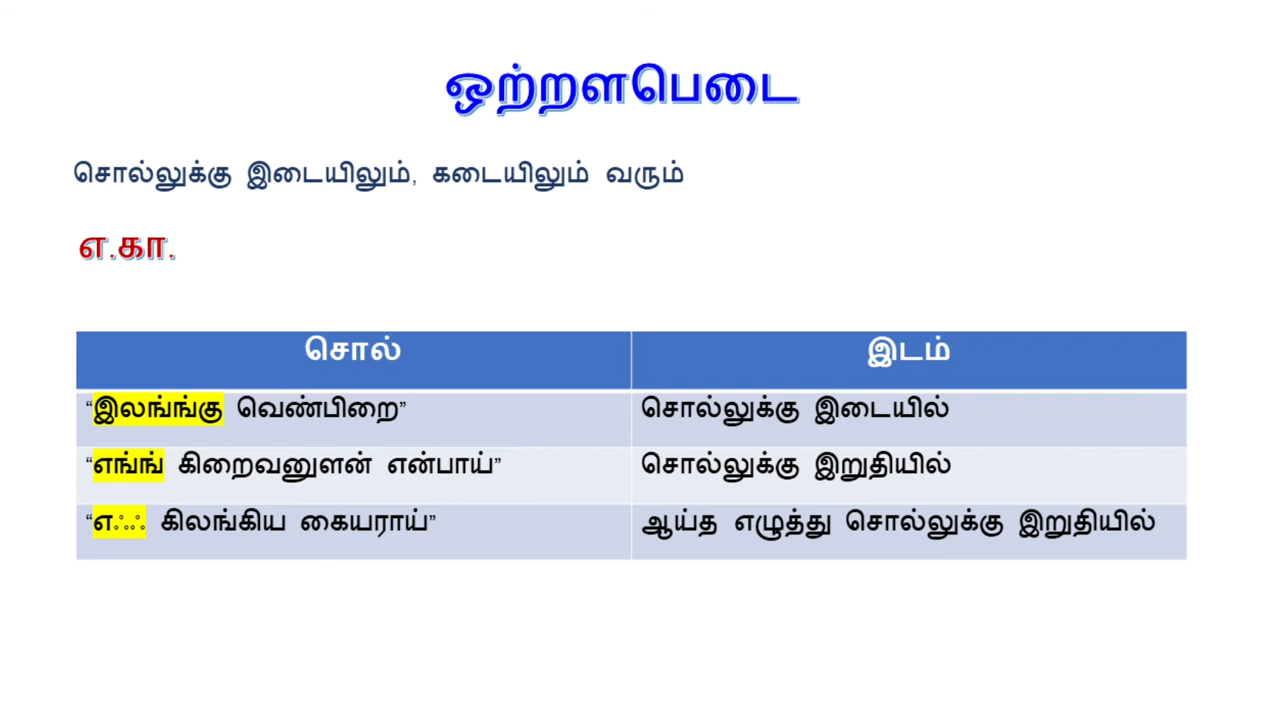 ஒற்றளபெடை
சொல்லுக்கு இடையிலும், கடையிலும் வரும்
எ.கா.
சொல் இடம்
“இலங்ங்கு வெண்பிறை” சொல்லுக்கு இடையில்
“எங்ங் கிறைவனுளன் என்பாய்” சொல்லுக்கு இறுதியில்
“எஃஃ கிலங்கிய கையராய்” ஆய்த எழுத்து சொல்லுக்கு இறுதியில்